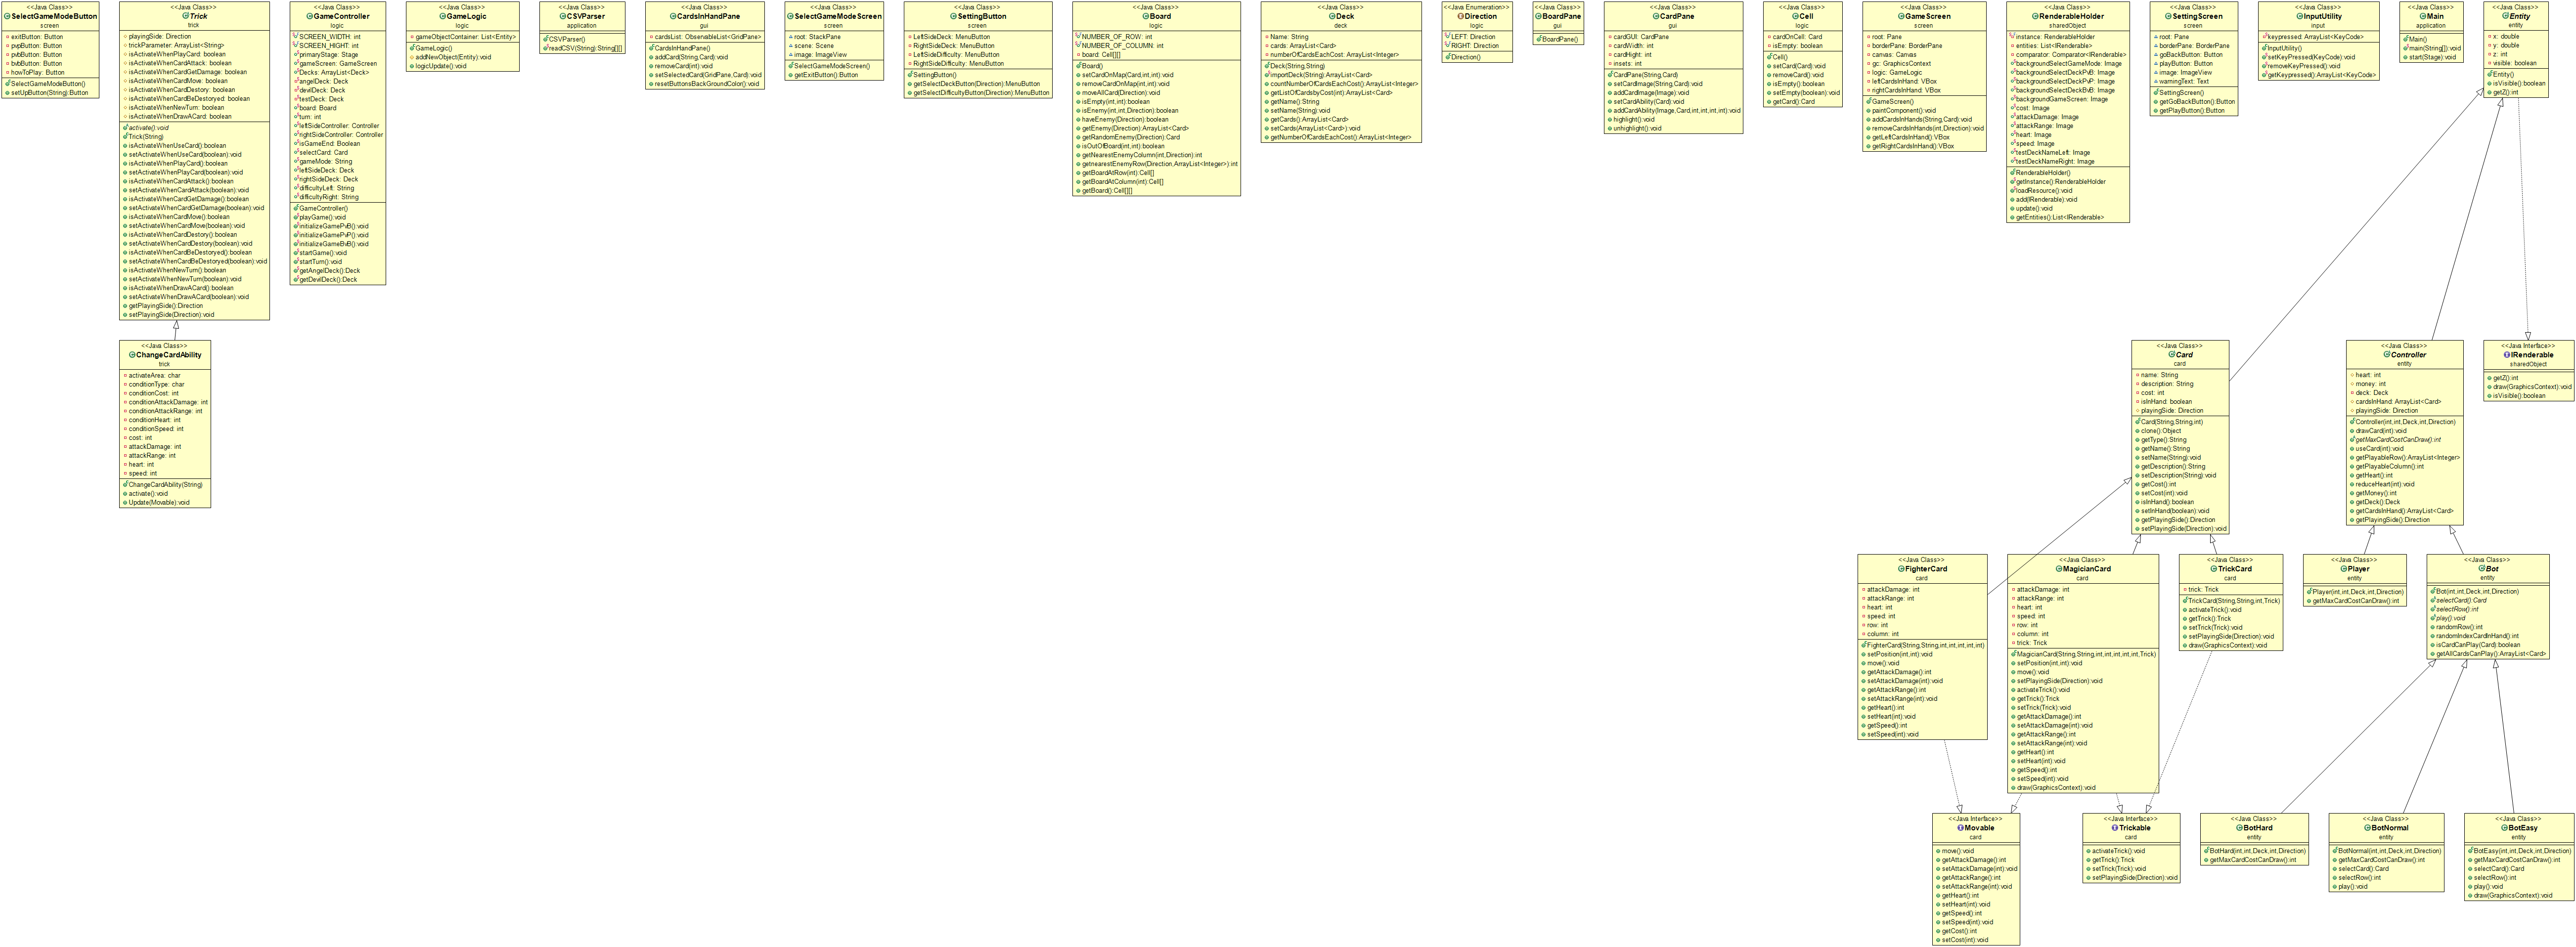 <<Java Class>>
SelectGameModeButton
screen
exitButton: Button
pvpButton: Button
pvbButton: Button
bvbButton: Button
howToPlay: Button
SelectGameModeButton()
setUpButton(String):Button
<<Java Class>>
Trick
trick
playingSide: Direction
trickParameter: ArrayList<String>
isActivateWhenPlayCard: boolean
isActivateWhenCardAttack: boolean
isActivateWhenCardGetDamage: boolean
isActivateWhenCardMove: boolean
isActivateWhenCardDestory: boolean
isActivateWhenCardBeDestoryed: boolean
isActivateWhenNewTurn: boolean
isActivateWhenDrawACard: boolean
activate():void
Trick(String)
isActivateWhenUseCard():boolean
setActivateWhenUseCard(boolean):void
isActivateWhenPlayCard():boolean
setActivateWhenPlayCard(boolean):void
isActivateWhenCardAttack():boolean
setActivateWhenCardAttack(boolean):void
isActivateWhenCardGetDamage():boolean
setActivateWhenCardGetDamage(boolean):void
isActivateWhenCardMove():boolean
setActivateWhenCardMove(boolean):void
isActivateWhenCardDestory():boolean
setActivateWhenCardDestory(boolean):void
isActivateWhenCardBeDestoryed():boolean
setActivateWhenCardBeDestoryed(boolean):void
isActivateWhenNewTurn():boolean
setActivateWhenNewTurn(boolean):void
isActivateWhenDrawACard():boolean
setActivateWhenDrawACard(boolean):void
getPlayingSide():Direction
setPlayingSide(Direction):void
<<Java Class>>
ChangeCardAbility
trick
activateArea: char
conditionType: char
conditionCost: int
conditionAttackDamage: int
conditionAttackRange: int
conditionHeart: int
conditionSpeed: int
cost: int
attackDamage: int
attackRange: int
heart: int
speed: int
ChangeCardAbility(String)
activate():void
Update(Movable):void
<<Java Class>>
GameController
logic
SCREEN_WIDTH: int
SCREEN_HIGHT: int
primaryStage: Stage
gameScreen: GameScreen
Decks: ArrayList<Deck>
angelDeck: Deck
devilDeck: Deck
testDeck: Deck
board: Board
turn: int
leftSideController: Controller
rightSideController: Controller
isGameEnd: Boolean
selectCard: Card
gameMode: String
leftSideDeck: Deck
rightSideDeck: Deck
difficultyLeft: String
difficultyRight: String
GameController()
playGame():void
initializeGamePvB():void
initializeGamePvP():void
initializeGameBvB():void
startGame():void
startTurn():void
getAngelDeck():Deck
getDevilDeck():Deck
<<Java Class>>
GameLogic
logic
gameObjectContainer: List<Entity>
GameLogic()
addNewObject(Entity):void
logicUpdate():void
<<Java Class>>
CSVParser
application
CSVParser()
readCSV(String):String[][]
<<Java Class>>
CardsInHandPane
gui
cardsList: ObservableList<GridPane>
CardsInHandPane()
addCard(String,Card):void
removeCard(int):void
setSelectedCard(GridPane,Card):void
resetButtonsBackGroundColor():void
<<Java Class>>
SelectGameModeScreen
screen
root: StackPane
scene: Scene
image: ImageView
SelectGameModeScreen()
getExitButton():Button
<<Java Class>>
SettingButton
screen
LeftSideDeck: MenuButton
RightSideDeck: MenuButton
LeftSideDifficulty: MenuButton
RightSideDifficulty: MenuButton
SettingButton()
getSelectDeckButton(Direction):MenuButton
getSelectDifficultyButton(Direction):MenuButton
<<Java Class>>
Board
logic
NUMBER_OF_ROW: int
NUMBER_OF_COLUMN: int
board: Cell[][]
Board()
setCardOnMap(Card,int,int):void
removeCardOnMap(int,int):void
moveAllCard(Direction):void
isEmpty(int,int):boolean
isEnemy(int,int,Direction):boolean
haveEnemy(Direction):boolean
getEnemy(Direction):ArrayList<Card>
getRandomEnemy(Direction):Card
isOutOfBoard(int,int):boolean
getNearestEnemyColumn(int,Direction):int
getnearestEnemyRow(Direction,ArrayList<Integer>):int
getBoardAtRow(int):Cell[]
getBoardAtColumn(int):Cell[]
getBoard():Cell[][]
<<Java Class>>
Deck
deck
Name: String
cards: ArrayList<Card>
numberOfCardsEachCost: ArrayList<Integer>
Deck(String,String)
importDeck(String):ArrayList<Card>
countNumberOfCardsEachCost():ArrayList<Integer>
getListOfCardsbyCost(int):ArrayList<Card>
getName():String
setName(String):void
getCards():ArrayList<Card>
setCards(ArrayList<Card>):void
getNumberOfCardsEachCost():ArrayList<Integer>
<<Java Enumeration>>
Direction
logic
LEFT: Direction
RIGHT: Direction
Direction()
<<Java Class>>
BoardPane
gui
BoardPane()
<<Java Class>>
CardPane
gui
cardGUI: CardPane
cardWidth: int
cardHight: int
insets: int
CardPane(String,Card)
setCardImage(String,Card):void
addCardImage(Image):void
setCardAbility(Card):void
addCardAbility(Image,Card,int,int,int,int):void
highlight():void
unhighlight():void
<<Java Class>>
Cell
logic
cardOnCell: Card
isEmpty: boolean
Cell()
setCard(Card):void
removeCard():void
isEmpty():boolean
setEmpty(boolean):void
getCard():Card
<<Java Class>>
GameScreen
screen
root: Pane
borderPane: BorderPane
canvas: Canvas
gc: GraphicsContext
logic: GameLogic
leftCardsInHand: VBox
rightCardsInHand: VBox
GameScreen()
paintComponent():void
addCardsInHands(String,Card):void
removeCardsInHands(int,Direction):void
getLeftCardsInHand():VBox
getRightCardsInHand():VBox
<<Java Class>>
RenderableHolder
sharedObject
instance: RenderableHolder
entities: List<IRenderable>
comparator: Comparator<IRenderable>
backgroundSelectGameMode: Image
backgroundSelectDeckPvB: Image
backgroundSelectDeckPvP: Image
backgroundSelectDeckBvB: Image
backgroundGameScreen: Image
cost: Image
attackDamage: Image
attackRange: Image
heart: Image
speed: Image
testDeckNameLeft: Image
testDeckNameRight: Image
RenderableHolder()
getInstance():RenderableHolder
loadResource():void
add(IRenderable):void
update():void
getEntities():List<IRenderable>
<<Java Class>>
SettingScreen
screen
root: Pane
borderPane: BorderPane
goBackButton: Button
playButton: Button
image: ImageView
warningText: Text
SettingScreen()
getGoBackButton():Button
getPlayButton():Button
<<Java Class>>
InputUtility
input
keypressed: ArrayList<KeyCode>
InputUtility()
setKeyPressed(KeyCode):void
removeKeyPressed():void
getKeypressed():ArrayList<KeyCode>
<<Java Class>>
Main
application
Main()
main(String[]):void
start(Stage):void
<<Java Class>>
Entity
entity
x: double
y: double
z: int
visible: boolean
Entity()
isVisible():boolean
getZ():int
<<Java Class>>
Card
card
name: String
description: String
cost: int
isInHand: boolean
playingSide: Direction
Card(String,String,int)
clone():Object
getType():String
getName():String
setName(String):void
getDescription():String
setDescription(String):void
getCost():int
setCost(int):void
isInHand():boolean
setInHand(boolean):void
getPlayingSide():Direction
setPlayingSide(Direction):void
<<Java Class>>
Controller
entity
heart: int
money: int
deck: Deck
cardsInHand: ArrayList<Card>
playingSide: Direction
Controller(int,int,Deck,int,Direction)
drawCard(int):void
getMaxCardCostCanDraw():int
useCard(int):void
getPlayableRow():ArrayList<Integer>
getPlayableColumn():int
getHeart():int
reduceHeart(int):void
getMoney():int
getDeck():Deck
getCardsInHand():ArrayList<Card>
getPlayingSide():Direction
<<Java Interface>>
IRenderable
sharedObject
getZ():int
draw(GraphicsContext):void
isVisible():boolean
<<Java Class>>
FighterCard
card
attackDamage: int
attackRange: int
heart: int
speed: int
row: int
column: int
FighterCard(String,String,int,int,int,int,int)
setPosition(int,int):void
move():void
getAttackDamage():int
setAttackDamage(int):void
getAttackRange():int
setAttackRange(int):void
getHeart():int
setHeart(int):void
getSpeed():int
setSpeed(int):void
<<Java Class>>
MagicianCard
card
attackDamage: int
attackRange: int
heart: int
speed: int
row: int
column: int
trick: Trick
MagicianCard(String,String,int,int,int,int,int,Trick)
setPosition(int,int):void
move():void
setPlayingSide(Direction):void
activateTrick():void
getTrick():Trick
setTrick(Trick):void
getAttackDamage():int
setAttackDamage(int):void
getAttackRange():int
setAttackRange(int):void
getHeart():int
setHeart(int):void
getSpeed():int
setSpeed(int):void
draw(GraphicsContext):void
<<Java Class>>
TrickCard
card
trick: Trick
TrickCard(String,String,int,Trick)
activateTrick():void
getTrick():Trick
setTrick(Trick):void
setPlayingSide(Direction):void
draw(GraphicsContext):void
<<Java Class>>
Player
entity
Player(int,int,Deck,int,Direction)
getMaxCardCostCanDraw():int
<<Java Class>>
Bot
entity
Bot(int,int,Deck,int,Direction)
selectCard():Card
selectRow():int
play():void
randomRow():int
randomIndexCardInHand():int
isCardCanPlay(Card):boolean
getAllCardsCanPlay():ArrayList<Card>
<<Java Interface>>
Movable
card
move():void
getAttackDamage():int
setAttackDamage(int):void
getAttackRange():int
setAttackRange(int):void
getHeart():int
setHeart(int):void
getSpeed():int
setSpeed(int):void
getCost():int
setCost(int):void
<<Java Interface>>
Trickable
card
activateTrick():void
getTrick():Trick
setTrick(Trick):void
setPlayingSide(Direction):void
<<Java Class>>
BotHard
entity
BotHard(int,int,Deck,int,Direction)
getMaxCardCostCanDraw():int
<<Java Class>>
BotNormal
entity
BotNormal(int,int,Deck,int,Direction)
getMaxCardCostCanDraw():int
selectCard():Card
selectRow():int
play():void
<<Java Class>>
BotEasy
entity
BotEasy(int,int,Deck,int,Direction)
getMaxCardCostCanDraw():int
selectCard():Card
selectRow():int
play():void
draw(GraphicsContext):void